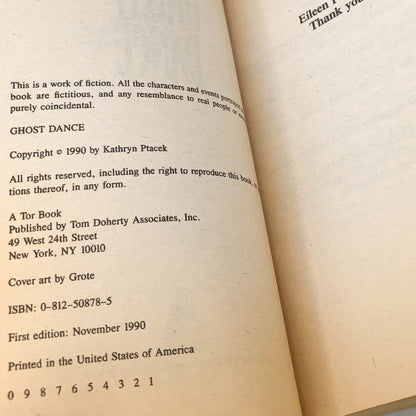 This is a work of fiction. All the characters and events portrayed
book are fictitious, and any resemblance to real people or
purely coincidental.
GHOST DANCE
Copyright © 1990 by Kathryn Ptacek
All rights reserved, including the right to reproduce this book,
tions thereof, in any form.
A Tor Book
Published by Tom Doherty Associates, Inc.
49 West 24th Street
New York, NY 10010
Cover art by Grote
ISBN: 0-812-50878-5
First edition: November 1990
Printed in the United States of America
0 9 8 7 6 5 4 3 2 1
Eileen
Thank you